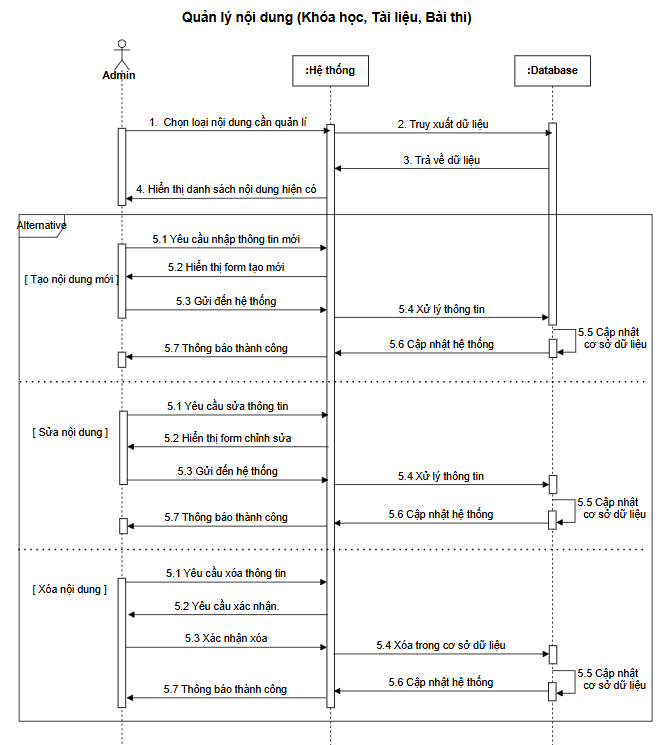 Quản lý nội dung (Khóa học, Tài liệu, Bài thi)
Admin
:Hệ thống
:Database
1. Chọn loại nội dung cần quản lí
2. Truy xuất dữ liệu
3. Trả về dữ liệu
4. Hiển thị danh sách nội dung hiện có
Alternative
5.1 Yêu cầu nhập thông tin mới
5.2 Hiển thị form tạo mới
[ Tạo nội dung mới ]
5.3 Gửi đến hệ thống
5.4 Xử lý thông tin
5.5 Cập nhật
cơ sở dữ liệu
5.6 Cập nhật hệ thống
5.7 Thông báo thành công
5.1 Yêu cầu sửa thông tin
[ Sửa nội dung ]
5.2 Hiển thị form chỉnh sửa
5.3 Gửi đến hệ thống
5.4 Xử lý thông tin
5.5 Cập nhật
cơ sở dữ liệu
5.6 Cập nhật hệ thống
5.7 Thông báo thành công
5.1 Yêu cầu xóa thông tin
[ Xóa nội dung ]
5.2 Yêu cầu xác nhận.
5.3 Xác nhận xóa
5.4 Xóa trong cơ sở dữ liệu
5.5 Cập nhật
cơ sở dữ liệu
5.6 Cập nhật hệ thống
5.7 Thông báo thành công